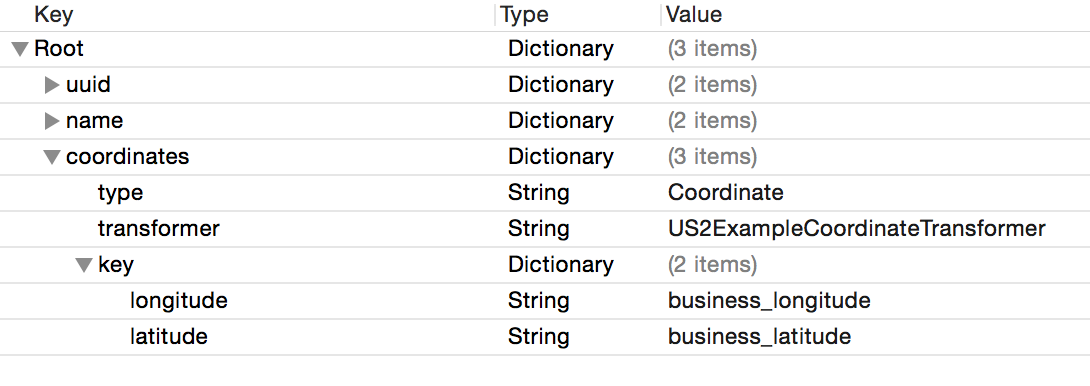 Key Type Value
Root Dictionary (3 items)
uuid Dictionary (2 items)
name Dictionary (2 items)
coordinates Dictionary (3 items)
type String Coordinate
transformer String US2ExampleCoordinateTransformer
key Dictionary (2 items)
longitude String business_longitude
latitude String business_latitude